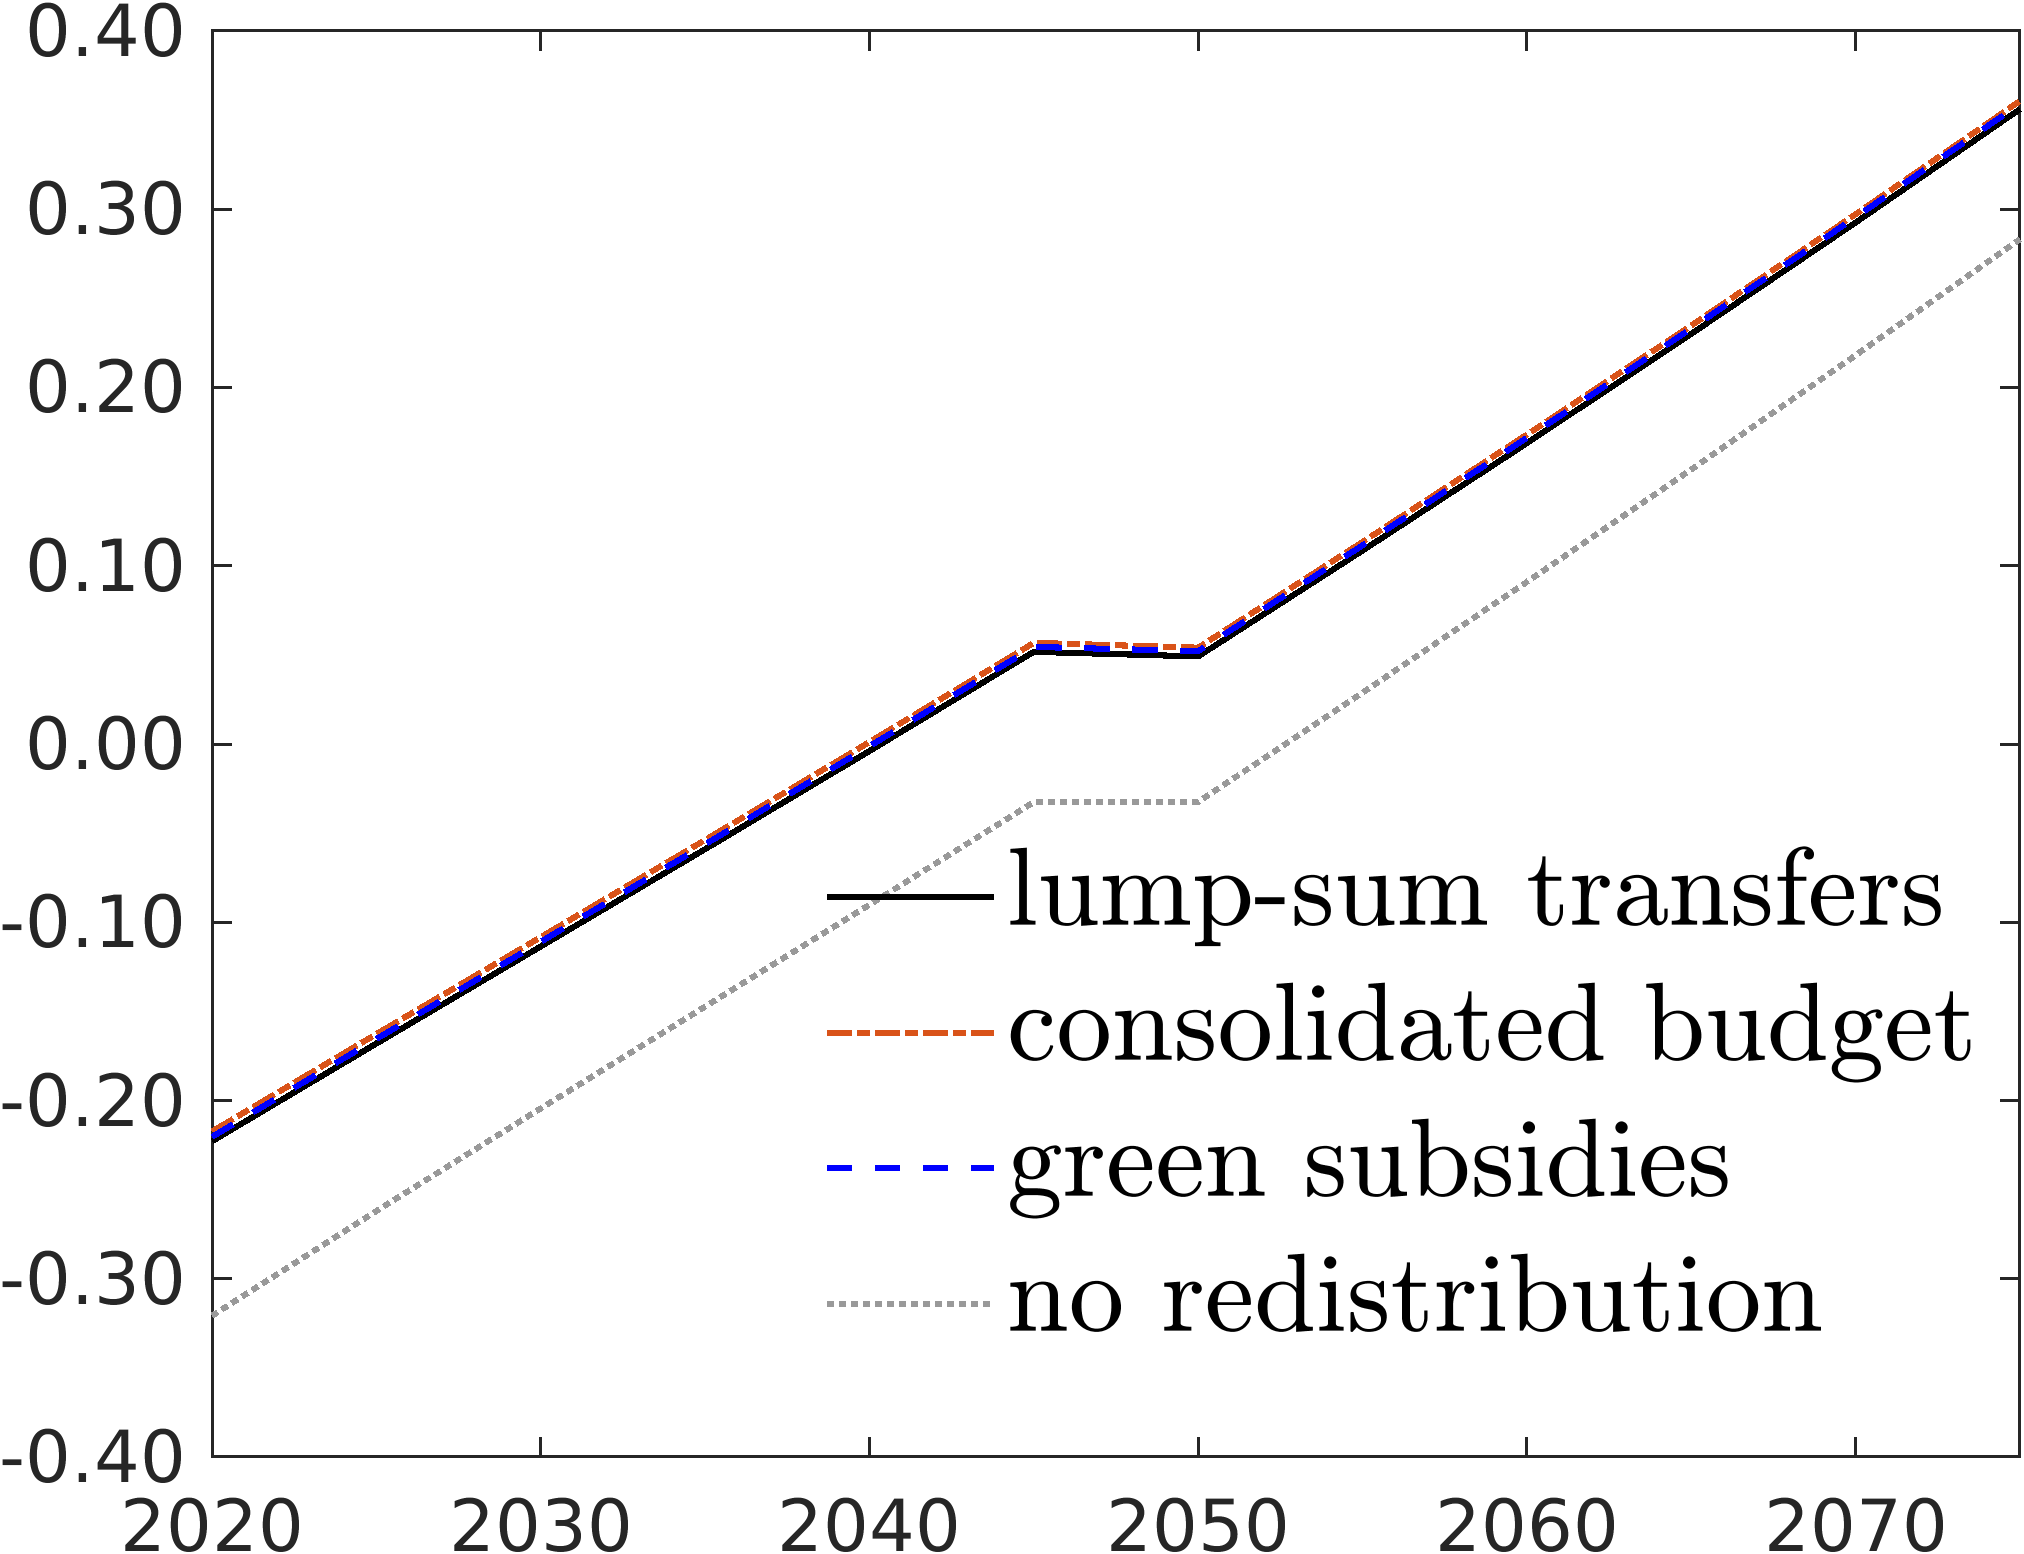 0.40
0.30
0.20
0.10
0.00
-0.10
-0.20
-0.30
-0.40
lump-sum transfers
consolidated budget
green subsidies
no redistribution
2020 2030 2040 2050 2060 2070